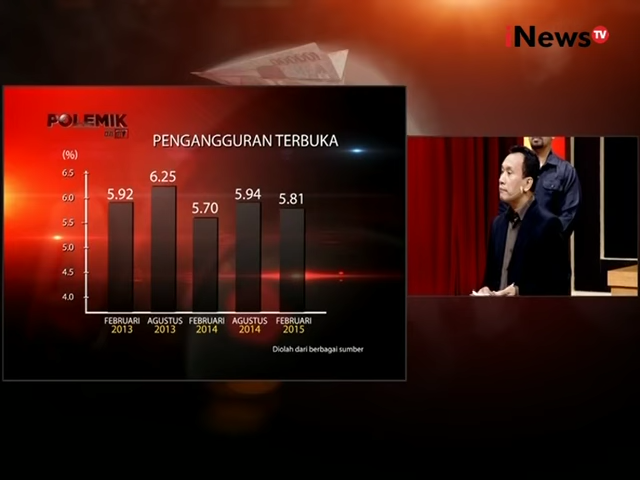 iNews TV
POLEMIK
PENGANGGURAN TERBUKA
(%)
6.5
6.0
5.5
5.0
4.5
4.0
5.92
6.25
5.70
5.94
5.81
FEBRUARI
2013
AGUSTUS
2013
FEBRUARI
2014
AGUSTUS
2014
FEBRUARI
2015
Diolah dari berbagai sumber